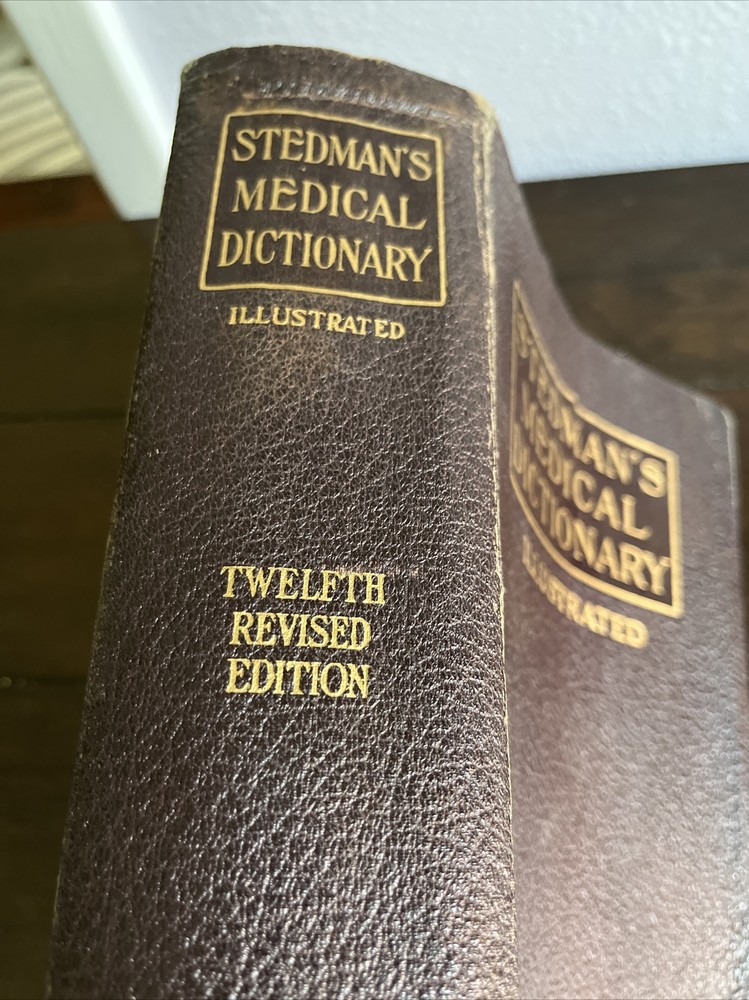 STEDMAN'S
MEDICAL
DICTIONARY
ILLUSTRATED
TWELFTH
REVISED
EDITION
STEDMAN'S
MEDICAL
DICTIONARY
ILLUSTRATED